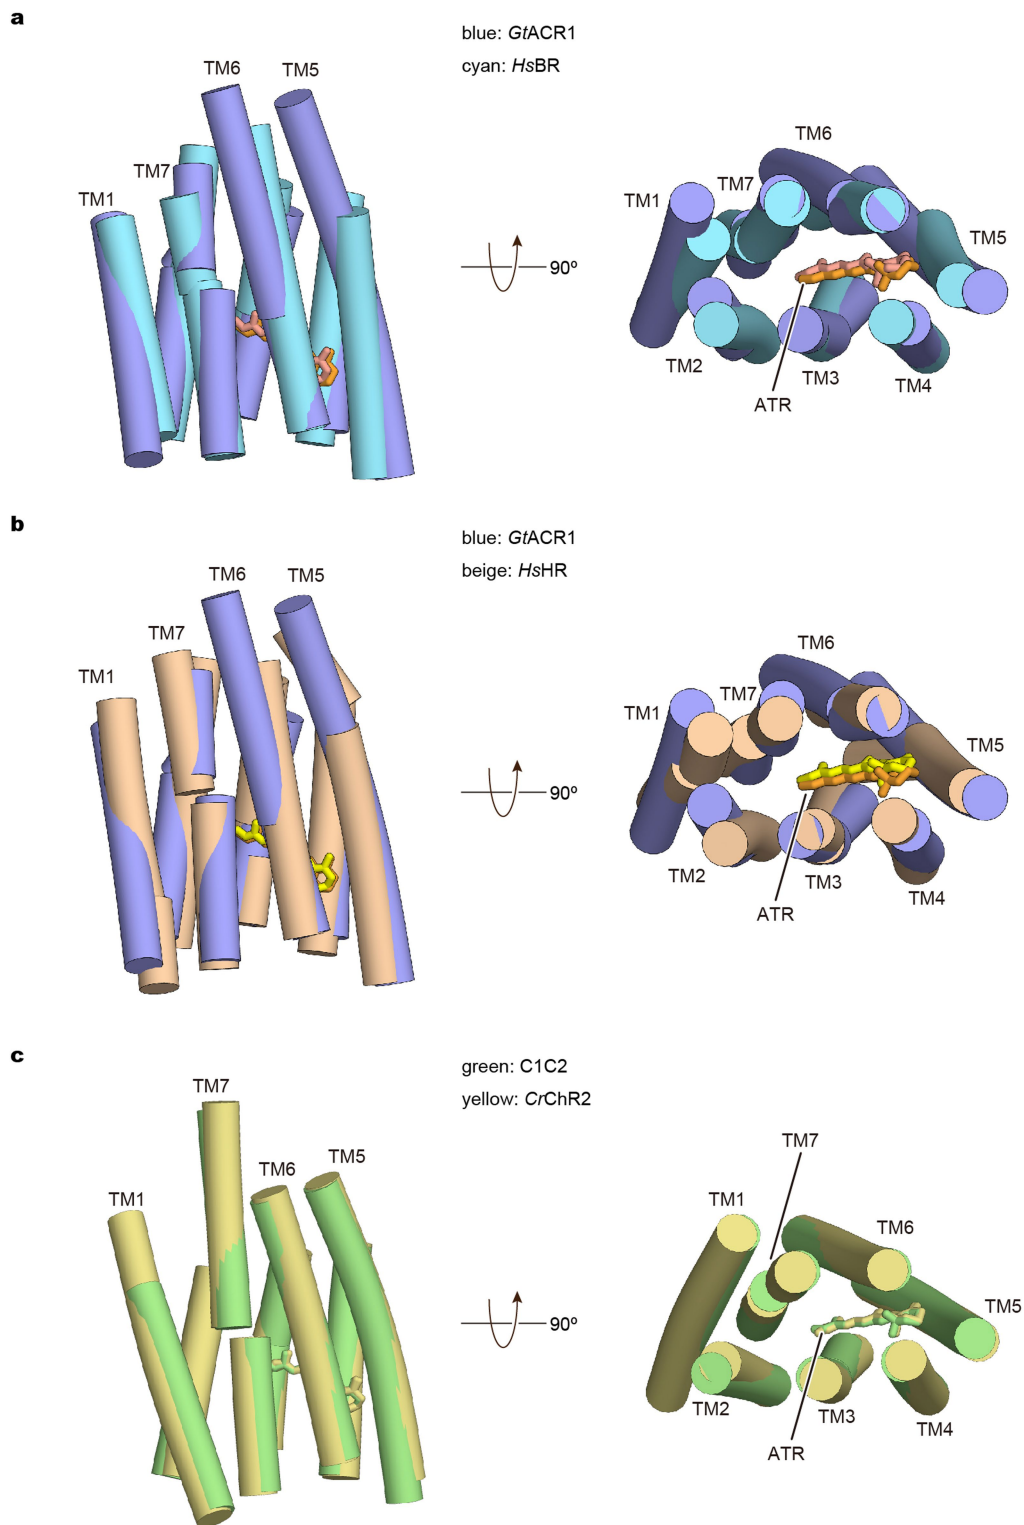 a
blue: GtACR1
cyan: HsBR
TM6
TM5
TM7
TM1
90º
TM6
TM7
TM1
TM5
TM2
TM3
TM4
ATR
b
blue: GtACR1
beige: HsHR
TM6
TM5
TM7
TM1
90º
TM6
TM7
TM1
TM5
TM2
TM3
TM4
ATR
c
green: C1C2
yellow: CrChR2
TM7
TM6
TM5
TM1
90º
TM7
TM1
TM6
TM5
TM2
TM3
TM4
ATR